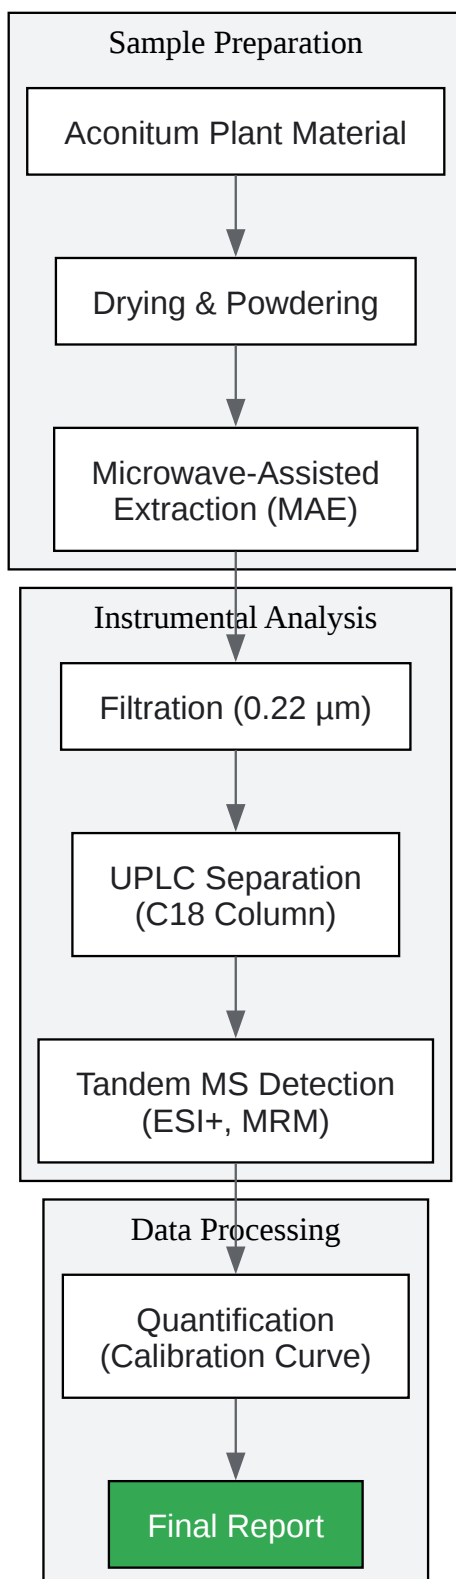 Sample Preparation
Aconitum Plant Material
Drying & Powdering
Microwave-Assisted
Extraction (MAE)
Instrumental Analysis
Filtration (0.22 µm)
UPLC Separation
(C18 Column)
Tandem MS Detection
(ESI+, MRM)
Data Processing
Quantification
(Calibration Curve)
Final Report